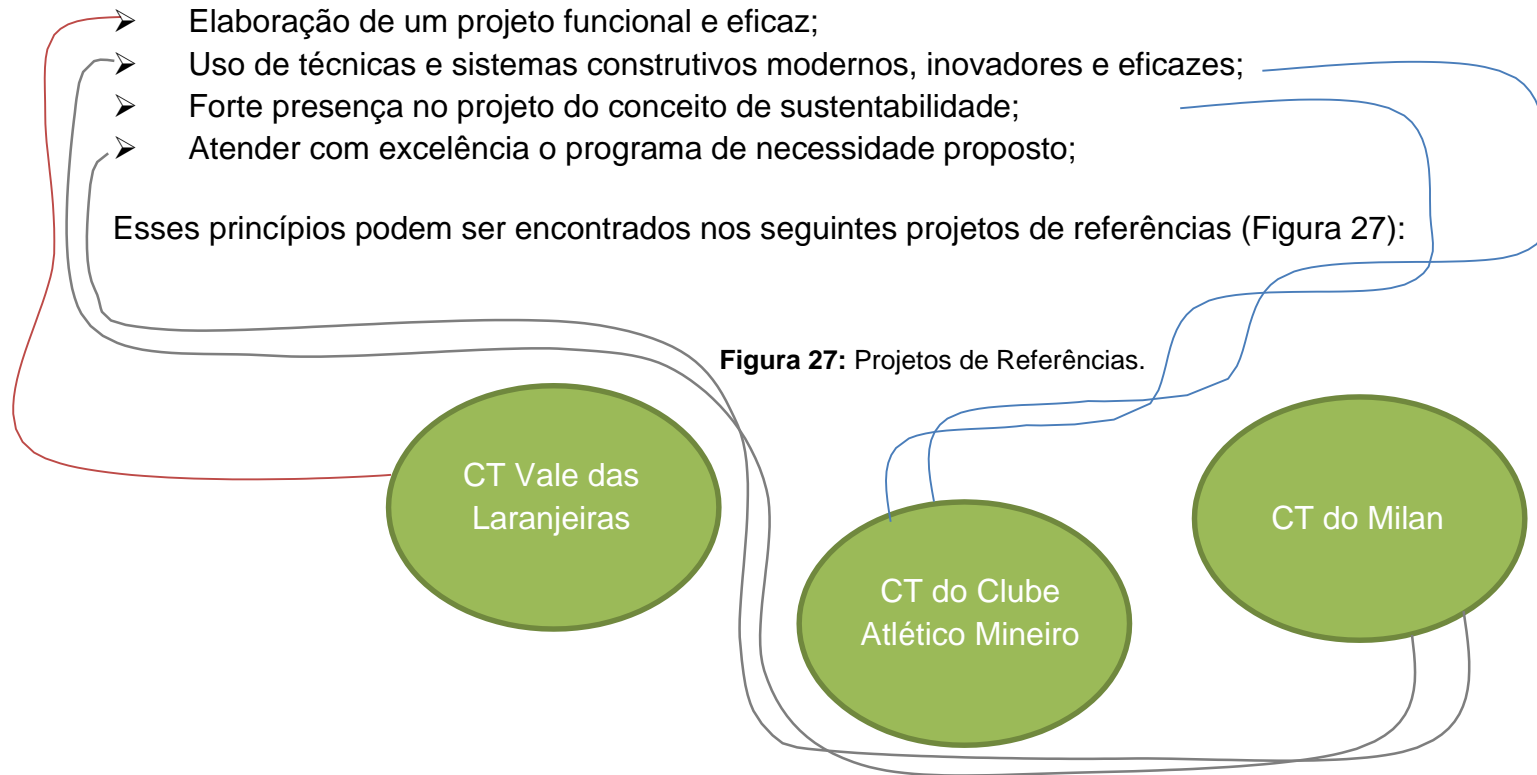 ➢ Elaboração de um projeto funcional e eficaz;
➢ Uso de técnicas e sistemas construtivos modernos, inovadores e eficazes;
➢ Forte presença no projeto do conceito de sustentabilidade;
➢ Atender com excelência o programa de necessidade proposto;
Esses princípios podem ser encontrados nos seguintes projetos de referências (Figura 27):
Figura 27: Projetos de Referências.
CT Vale das
Laranjeiras
CT do Clube
Atlético Mineiro
CT do Milan